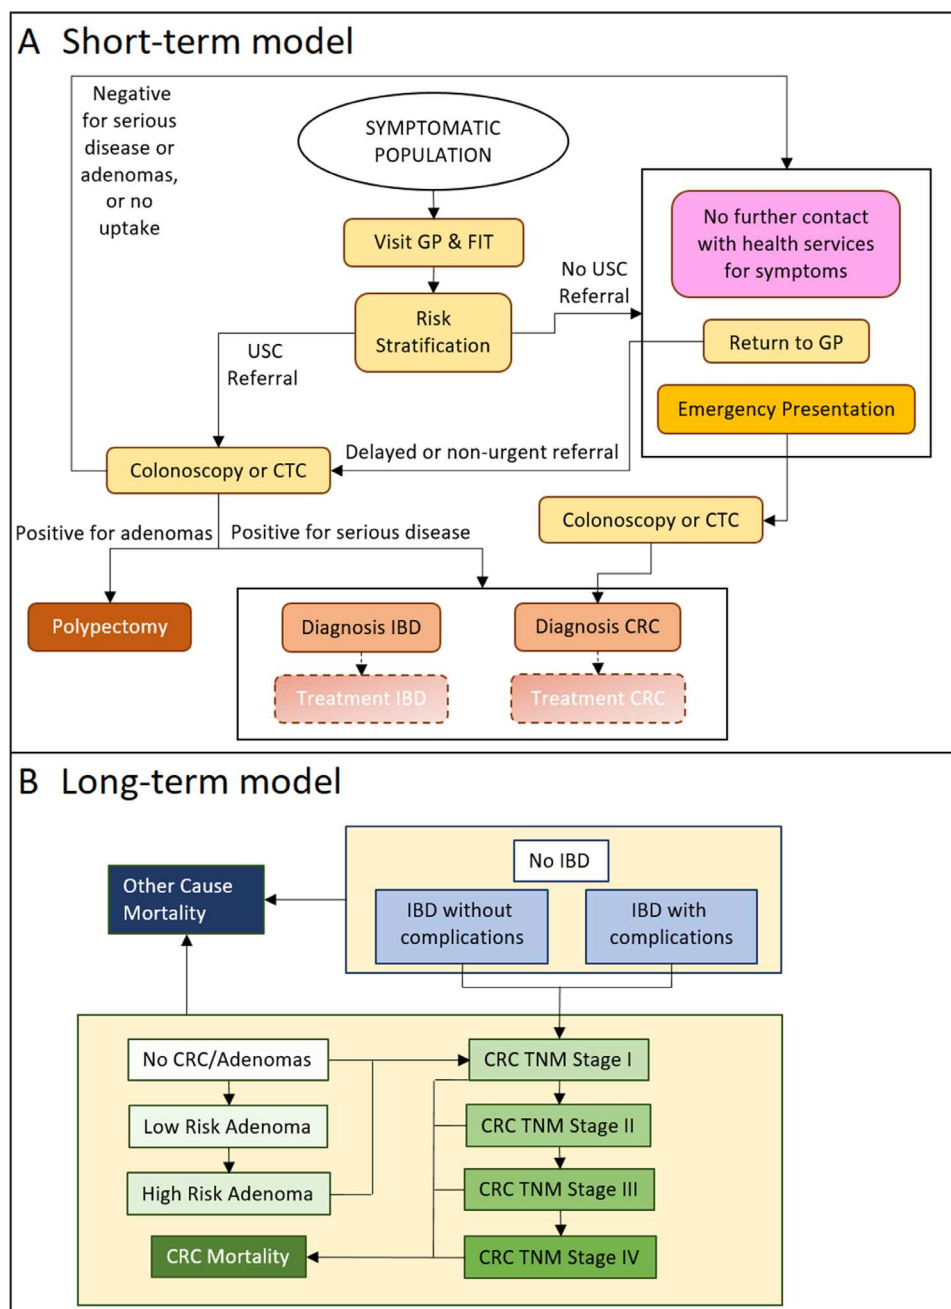 A Short-term model
Negative
for serious
disease or
adenomas,
or no
uptake
SYMPTOMATIC
POPULATION
Visit GP & FIT
Risk
Stratification
No USC
Referral
USC
Referral
No further contact
with health services
for symptoms
Return to GP
Emergency Presentation
Colonoscopy or CTC
Delayed or non-urgent referral
Colonoscopy or CTC
Positive for adenomas
Positive for serious disease
Polypectomy
Diagnosis IBD
Diagnosis CRC
Treatment IBD
Treatment CRC
B Long-term model
No IBD
Other Cause
Mortality
IBD without
complications
IBD with
complications
No CRC/Adenomas
CRC TNM Stage I
Low Risk Adenoma
CRC TNM Stage II
High Risk Adenoma
CRC TNM Stage III
CRC Mortality
CRC TNM Stage IV